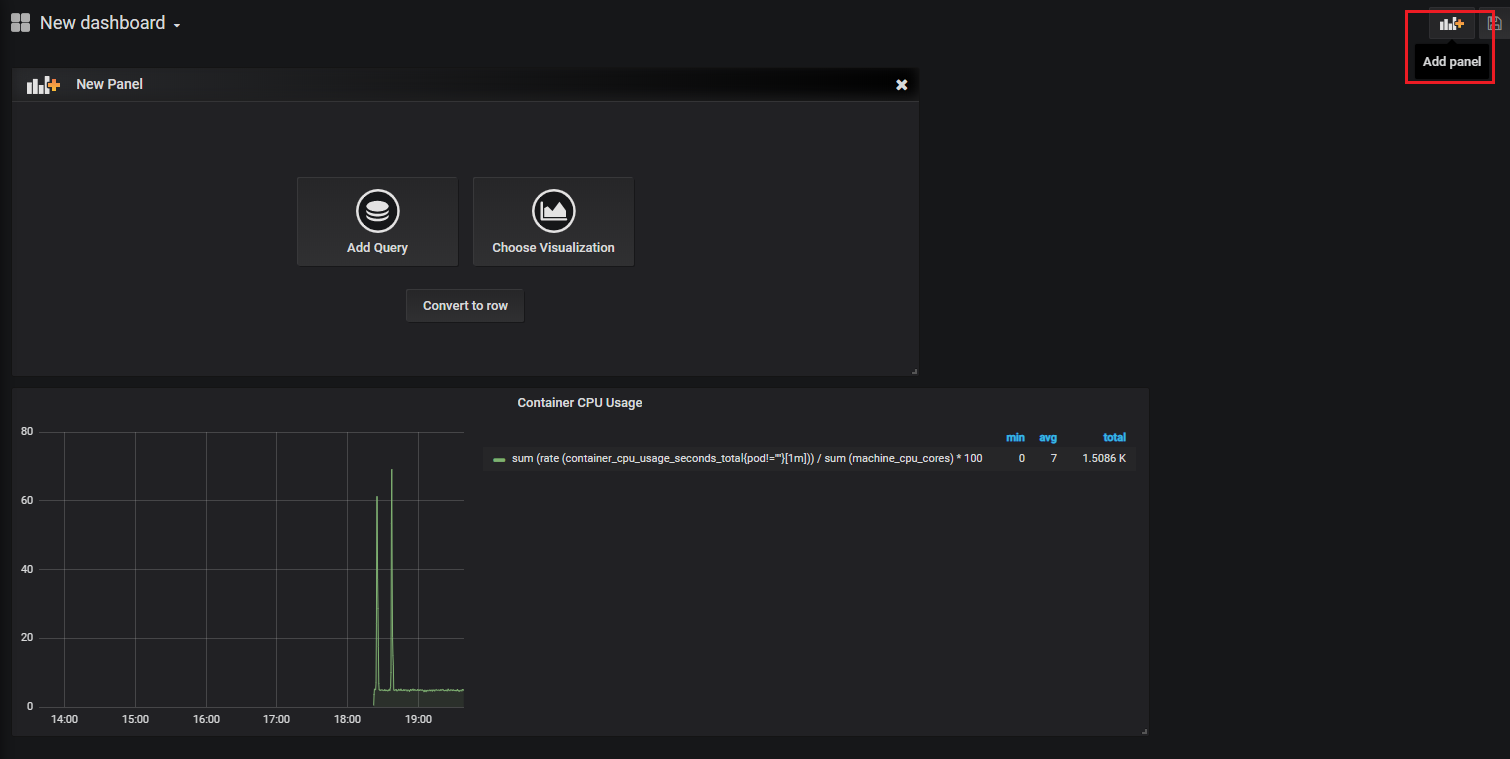 New dashboard
Add panel
New Panel
Add Query
Choose Visualization
Convert to row
Container CPU Usage
min avg total
sum (rate (container_cpu_usage_seconds_total{pod!=""}[1m])) / sum (machine_cpu_cores) * 100 0 7 1.5086 K
80
60
40
20
0
14:00 15:00 16:00 17:00 18:00 19:00